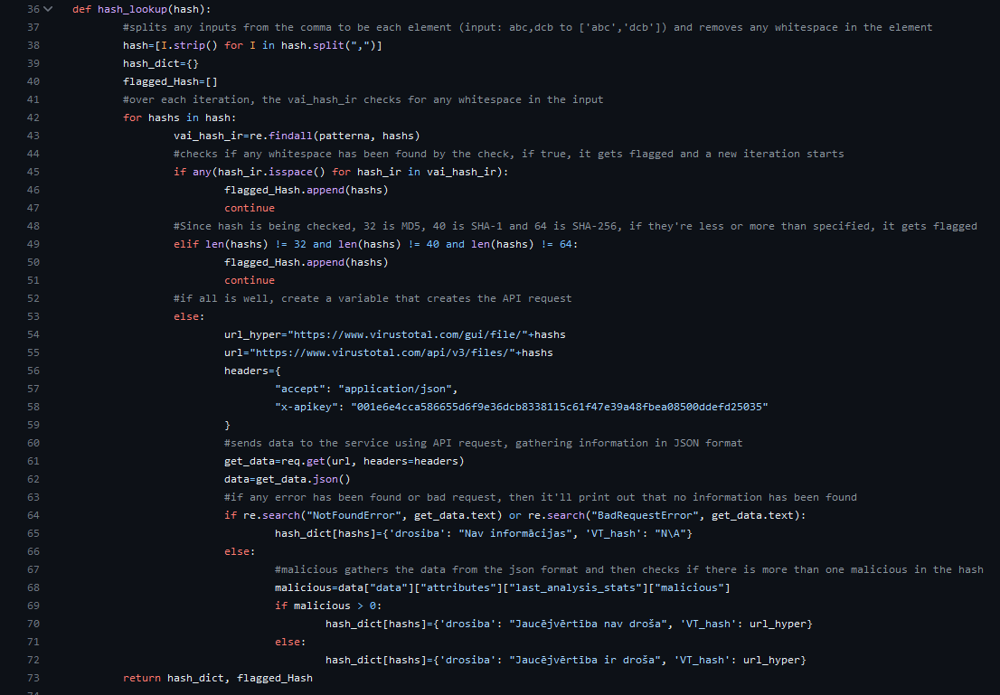 36 def hash_lookup(hash):
37 #splits any inputs from the comma to be each element (input: abc,dcb to ['abc','dcb']) and removes any whitespace in the element
38 hash=[I.strip() for I in hash.split(",")]
39 hash_dict={}
40 flagged_Hash=[]
41 #over each iteration, the vai_hash_ir checks for any whitespace in the input
42 for hashs in hash:
43 vai_hash_ir=re.findall(patterna, hashs)
44 #checks if any whitespace has been found by the check, if true, it gets flagged and a new iteration starts
45 if any(hash_ir.isspace() for hash_ir in vai_hash_ir):
46 flagged_Hash.append(hashs)
47 continue
48 #Since hash is being checked, 32 is MD5, 40 is SHA-1 and 64 is SHA-256, if they're less or more than specified, it gets flagged
49 elif len(hashs) != 32 and len(hashs) != 40 and len(hashs) != 64:
50 flagged_Hash.append(hashs)
51 continue
52 #if all is well, create a variable that creates the API request
53 else:
54 url_hyper="https://www.virustotal.com/gui/file/"+hashs
55 url="https://www.virustotal.com/api/v3/files/"+hashs
56 headers={
57 "accept": "application/json",
58 "x-apikey": "001e6e4cca586655d6f9e36dcb8338115c61f47e39a48fbea08500ddefd25035"
59 }
60 #sends data to the service using API request, gathering information in JSON format
61 get_data=req.get(url, headers=headers)
62 data=get_data.json()
63 #if any error has been found or bad request, then it'll print out that no information has been found
64 if re.search("NotFoundError", get_data.text) or re.search("BadRequestError", get_data.text):
65 hash_dict[hashs]={'drosiba': "Nav informācijas", 'VT_hash': "N\A"}
66 else:
67 #malicious gathers the data from the json format and then checks if there is more than one malicious in the hash
68 malicious=data["data"]["attributes"]["last_analysis_stats"]["malicious"]
69 if malicious > 0:
70 hash_dict[hashs]={'drosiba': "Jaucējvērtība nav droša", 'VT_hash': url_hyper}
71 else:
72 hash_dict[hashs]={'drosiba': "Jaucējvērtība ir droša", 'VT_hash': url_hyper}
73 return hash_dict, flagged_Hash